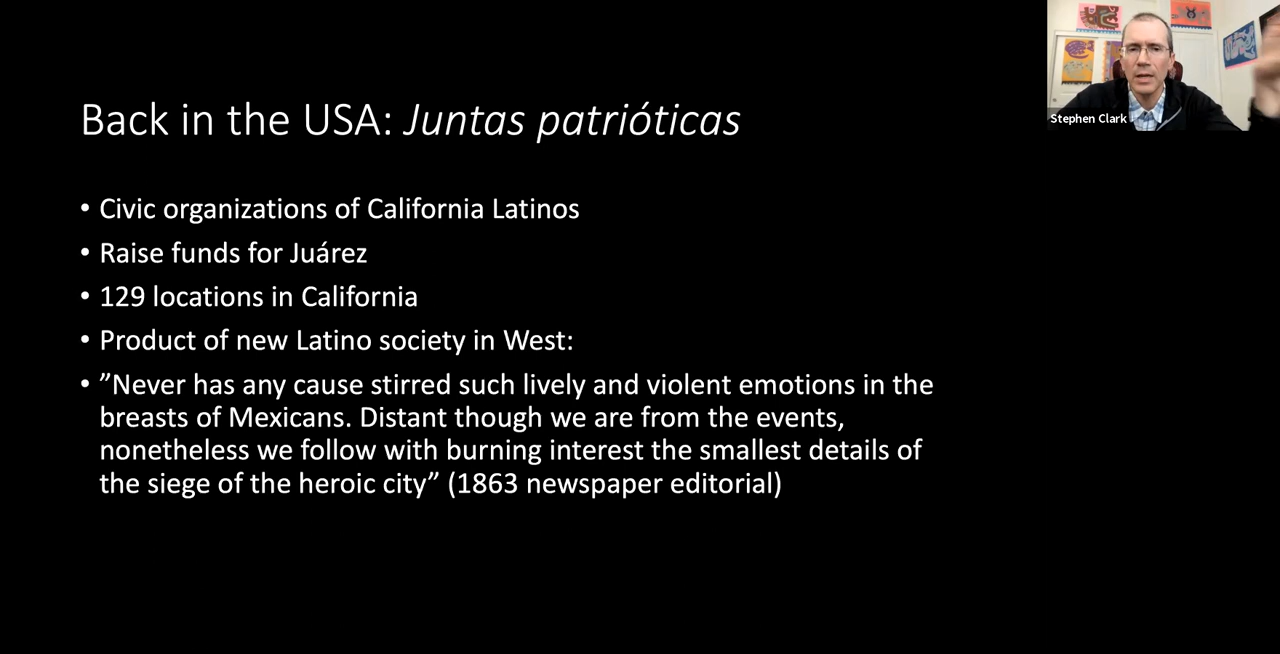 Back in the USA: Juntas patrióticas
• Civic organizations of California Latinos
• Raise funds for Juárez
• 129 locations in California
• Product of new Latino society in West:
• ”Never has any cause stirred such lively and violent emotions in the
breasts of Mexicans. Distant though we are from the events,
nonetheless we follow with burning interest the smallest details of
the siege of the heroic city” (1863 newspaper editorial)
Stephen Clark